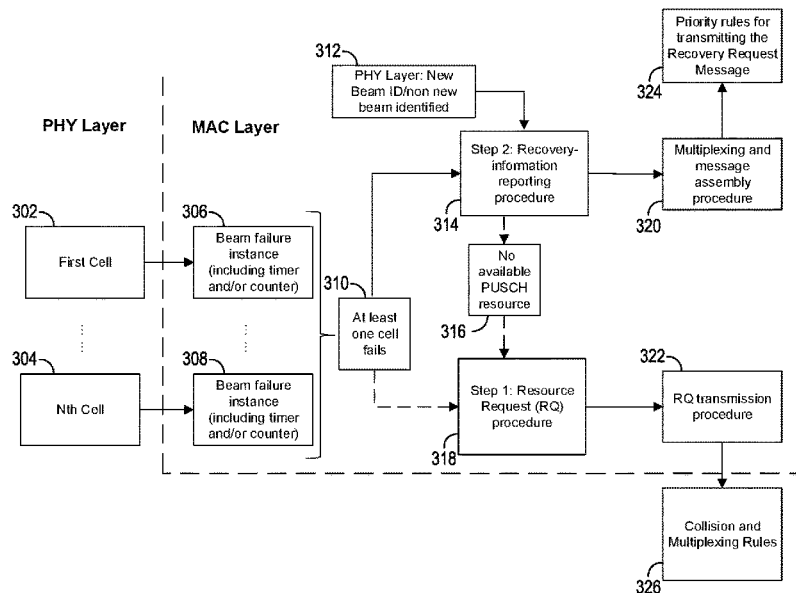 PHY Layer
MAC Layer
302
First Cell
304
Nth Cell
306
Beam failure
instance
(including timer
and/or counter)
308
Beam failure
instance
(including timer
and/or counter)
310
At least
one cell
fails
312
PHY Layer: New
Beam ID/non new
beam identified
314
Step 2: Recovery-
information
reporting
procedure
316
No
available
PUSCH
resource
318
Step 1: Resource
Request (RQ)
procedure
320
Multiplexing and
message
assembly
procedure
322
RQ transmission
procedure
324
Priority rules for
transmitting the
Recovery Request
Message
326
Collision and
Multiplexing Rules